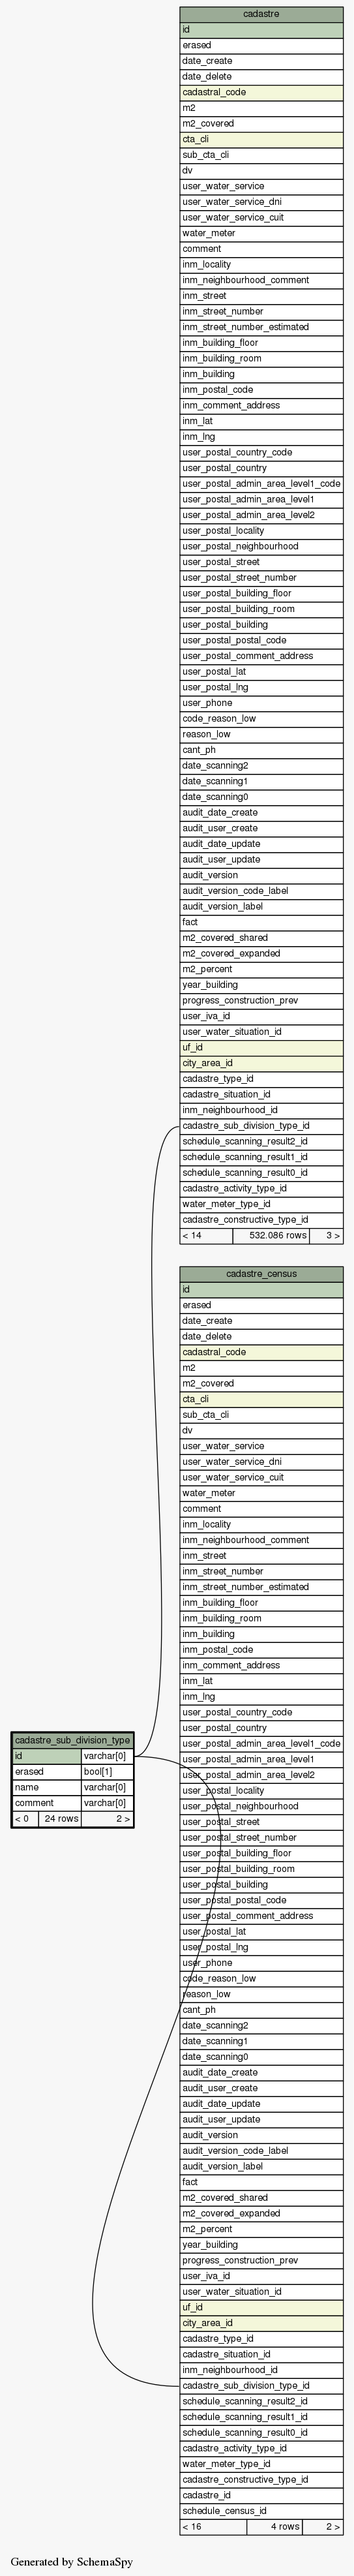 cadastre
id
erased
date_create
date_delete
cadastral_code
m2
m2_covered
cta_cli
sub_cta_cli
dv
user_water_service
user_water_service_dni
user_water_service_cuit
water_meter
comment
inm_locality
inm_neighbourhood_comment
inm_street
inm_street_number
inm_street_number_estimated
inm_building_floor
inm_building_room
inm_building
inm_postal_code
inm_comment_address
inm_lat
inm_lng
user_postal_country_code
user_postal_country
user_postal_admin_area_level1_code
user_postal_admin_area_level1
user_postal_admin_area_level2
user_postal_locality
user_postal_neighbourhood
user_postal_street
user_postal_street_number
user_postal_building_floor
user_postal_building_room
user_postal_building
user_postal_postal_code
user_postal_comment_address
user_postal_lat
user_postal_lng
user_phone
code_reason_low
reason_low
cant_ph
date_scanning2
date_scanning1
date_scanning0
audit_date_create
audit_user_create
audit_date_update
audit_user_update
audit_version
audit_version_code_label
audit_version_label
fact
m2_covered_shared
m2_covered_expanded
m2_percent
year_building
progress_construction_prev
user_iva_id
user_water_situation_id
uf_id
city_area_id
cadastre_type_id
cadastre_situation_id
inm_neighbourhood_id
cadastre_sub_division_type_id
schedule_scanning_result2_id
schedule_scanning_result1_id
schedule_scanning_result0_id
cadastre_activity_type_id
water_meter_type_id
cadastre_constructive_type_id
< 14 532.086 rows 3 >
cadastre_census
id
erased
date_create
date_delete
cadastral_code
m2
m2_covered
cta_cli
sub_cta_cli
dv
user_water_service
user_water_service_dni
user_water_service_cuit
water_meter
comment
inm_locality
inm_neighbourhood_comment
inm_street
inm_street_number
inm_street_number_estimated
inm_building_floor
inm_building_room
inm_building
inm_postal_code
inm_comment_address
inm_lat
inm_lng
user_postal_country_code
user_postal_country
user_postal_admin_area_level1_code
user_postal_admin_area_level1
user_postal_admin_area_level2
user_postal_locality
user_postal_neighbourhood
user_postal_street
user_postal_street_number
user_postal_building_floor
user_postal_building_room
user_postal_building
user_postal_postal_code
user_postal_comment_address
user_postal_lat
user_postal_lng
user_phone
code_reason_low
reason_low
cant_ph
date_scanning2
date_scanning1
date_scanning0
audit_date_create
audit_user_create
audit_date_update
audit_user_update
audit_version
audit_version_code_label
audit_version_label
fact
m2_covered_shared
m2_covered_expanded
m2_percent
year_building
progress_construction_prev
user_iva_id
user_water_situation_id
uf_id
city_area_id
cadastre_type_id
cadastre_situation_id
inm_neighbourhood_id
cadastre_sub_division_type_id
schedule_scanning_result2_id
schedule_scanning_result1_id
schedule_scanning_result0_id
cadastre_activity_type_id
water_meter_type_id
cadastre_constructive_type_id
cadastre_id
schedule_census_id
< 16 4 rows 2 >
cadastre_sub_division_type
id varchar[0]
erased bool[1]
name varchar[0]
comment varchar[0]
< 0 24 rows 2 >
Generated by SchemaSpy